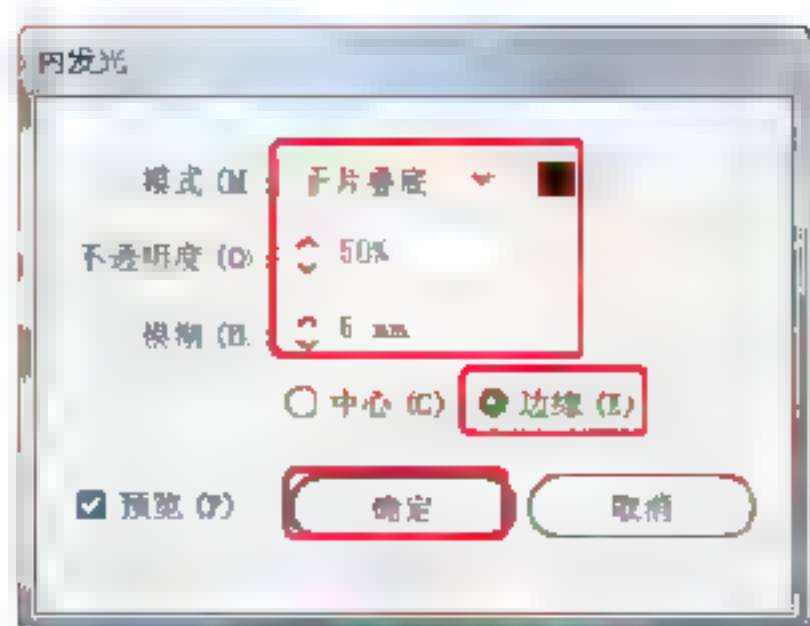 内发光
模式 (M : 正片叠底
不透明度 (O) : 50%
模糊 (B : 6 mm
中心 (C) 边缘 (E)
预览 (P) 确定 取消